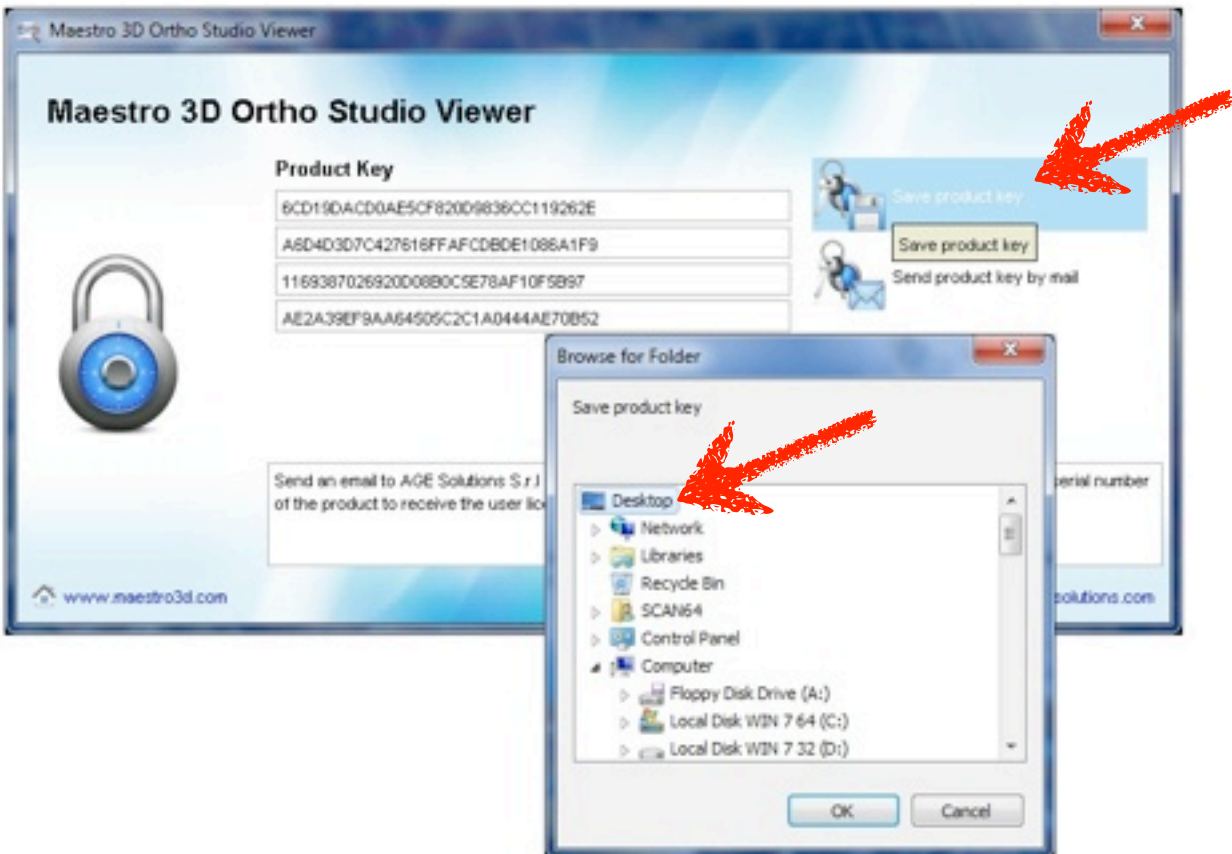 Maestro 3D Ortho Studio Viewer
Maestro 3D Ortho Studio Viewer
Product Key
6CD19DACD0AE5CF820D9836CC119262E
A6D4D3D7C427616FFAFCDBDE1086A1F9
1169387026920D08B0C5E78AF10F5B97
AE2A39EF9AA64505C2C1A0444AE70B52
Save product key
Save product key
Send product key by mail
Send an email to AGE Solutions S.r.l
erial number
of the product to receive the user
www.maestro3d.com
solutions.com
Browse for Folder
Save product key
Desktop
Network
Libraries
Recycle Bin
SCAN64
Control Panel
Computer
Floppy Disk Drive (A:)
Local Disk WIN 7 64 (C:)
Local Disk WIN 7 32 (D:)
OK
Cancel